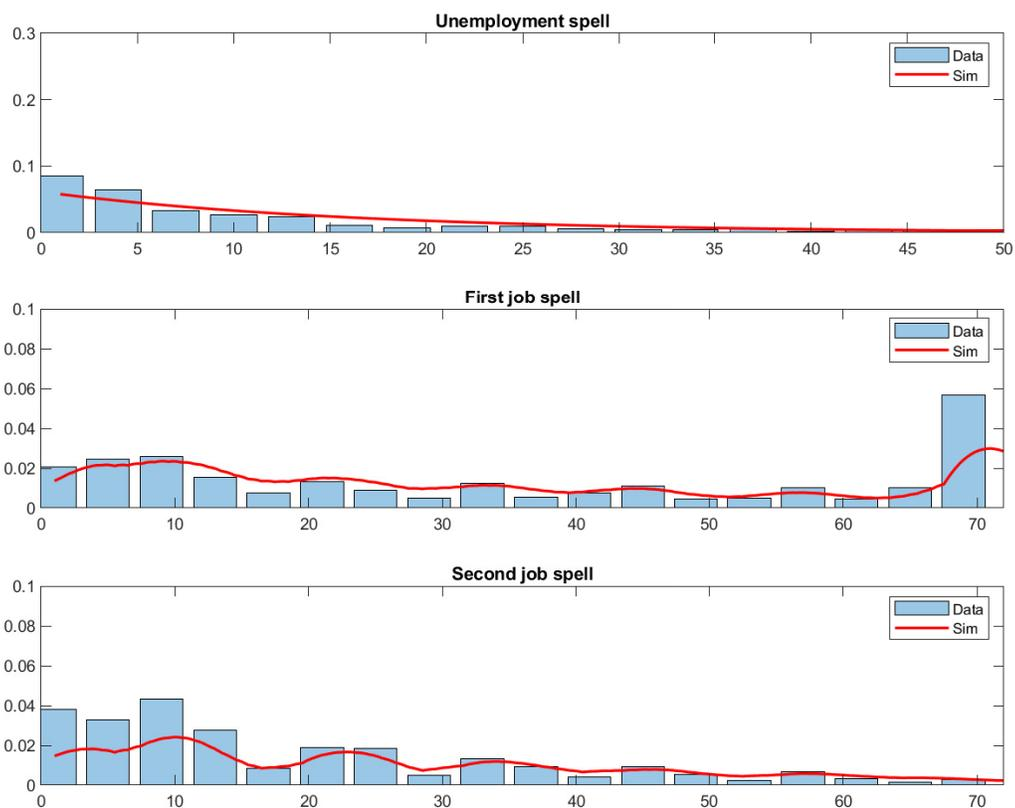 Unemployment spell
0.3
0.2
0.1
0
Data
Sim
0 5 10 15 20 25 30 35 40 45 50
First job spell
0.1
0.08
0.06
0.04
0.02
0
Data
Sim
0 10 20 30 40 50 60 70
Second job spell
0.1
0.08
0.06
0.04
0.02
0
Data
Sim
0 10 20 30 40 50 60 70